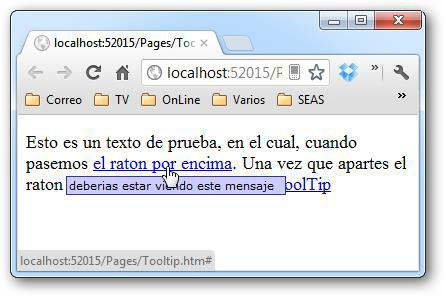 localhost:52015/Pages/Too
localhost:52015/P
Correo TV OnLine Varios SEAS
Esto es un texto de prueba, en el cual, cuando
pasemos el raton por encima. Una vez que apartes el
raton oolTip
deberias estar viendo este mensaje
localhost:52015/Pages/Tooltip.htm#